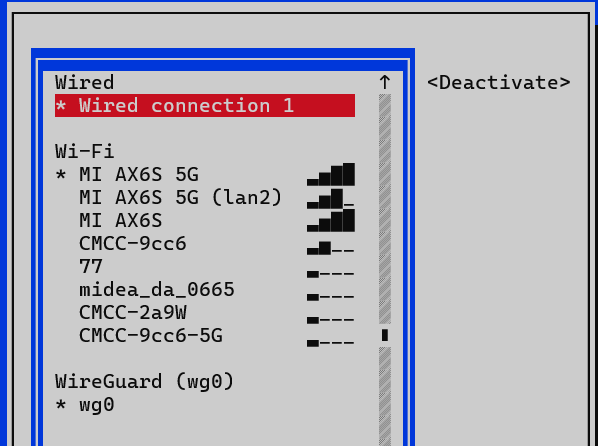 Wired ↑ <Deactivate>
* Wired connection 1
Wi-Fi
* MI AX6S 5G
MI AX6S 5G (lan2)
MI AX6S
CMCC-9cc6
77
midea_da_0665
CMCC-2a9W
CMCC-9cc6-5G
WireGuard (wg0)
* wg0